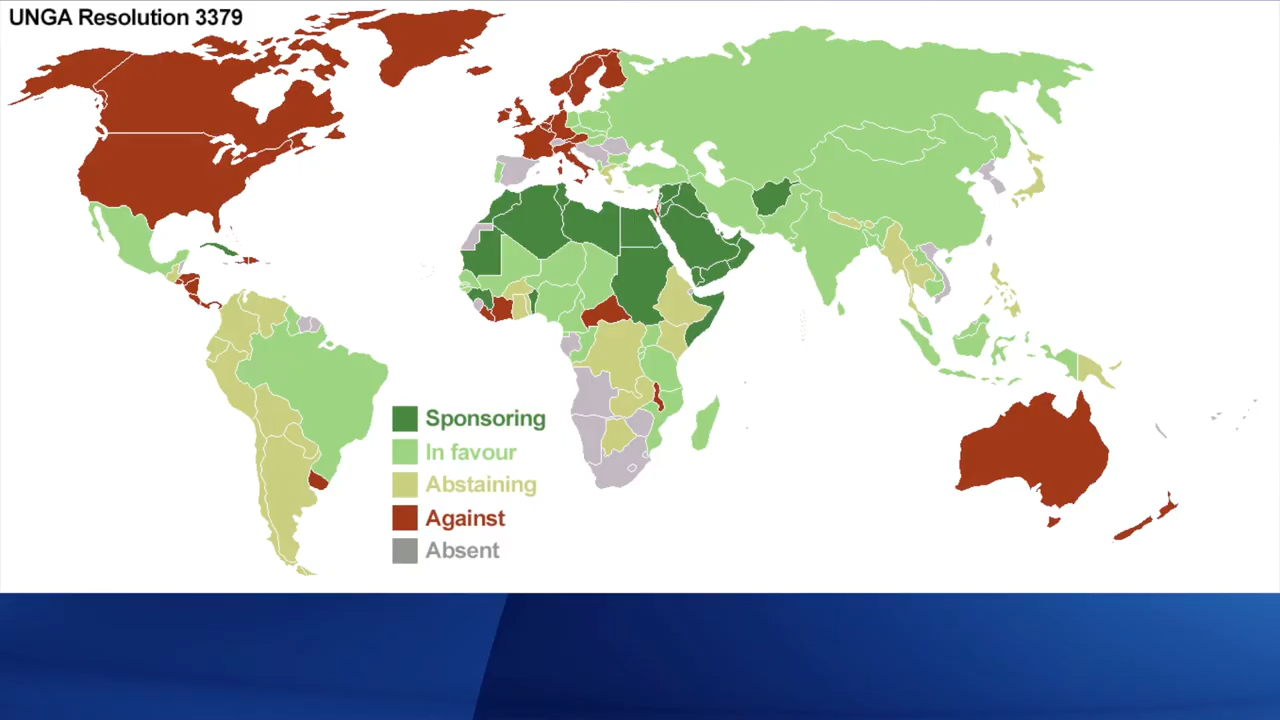 UNGA Resolution 3379
Sponsoring
In favour
Abstaining
Against
Absent